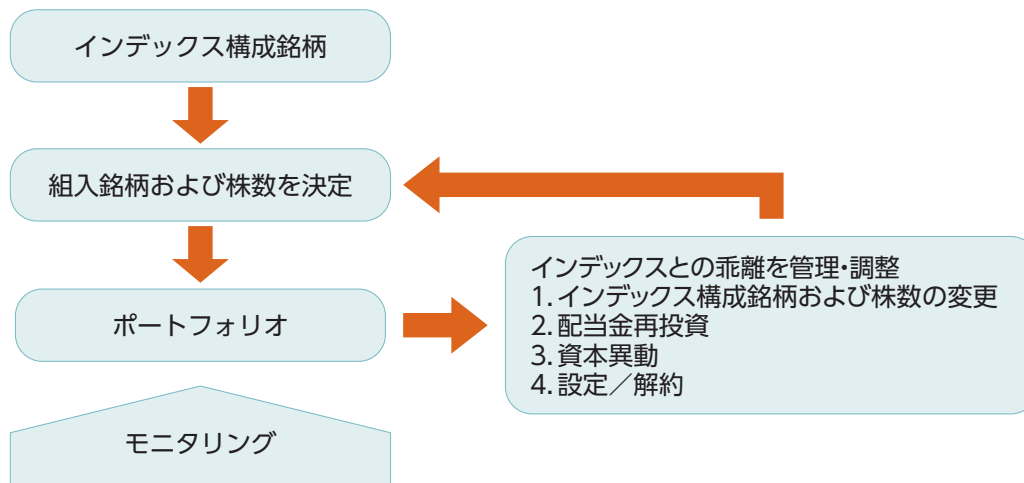 インデックス構成銘柄
組入銘柄および株数を決定
ポートフォリオ
インデックスとの乖離を管理・調整
1. インデックス構成銘柄および株数の変更
2. 配当金再投資
3. 資本異動
4. 設定／解約
モニタリング